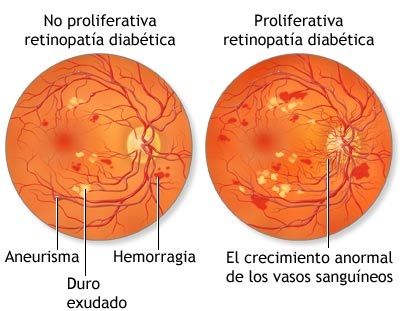 No proliferativa
retinopatía diabética
Proliferativa
retinopatía diabética
Aneurisma
Hemorragia
Duro
exudado
El crecimiento anormal
de los vasos sanguíneos